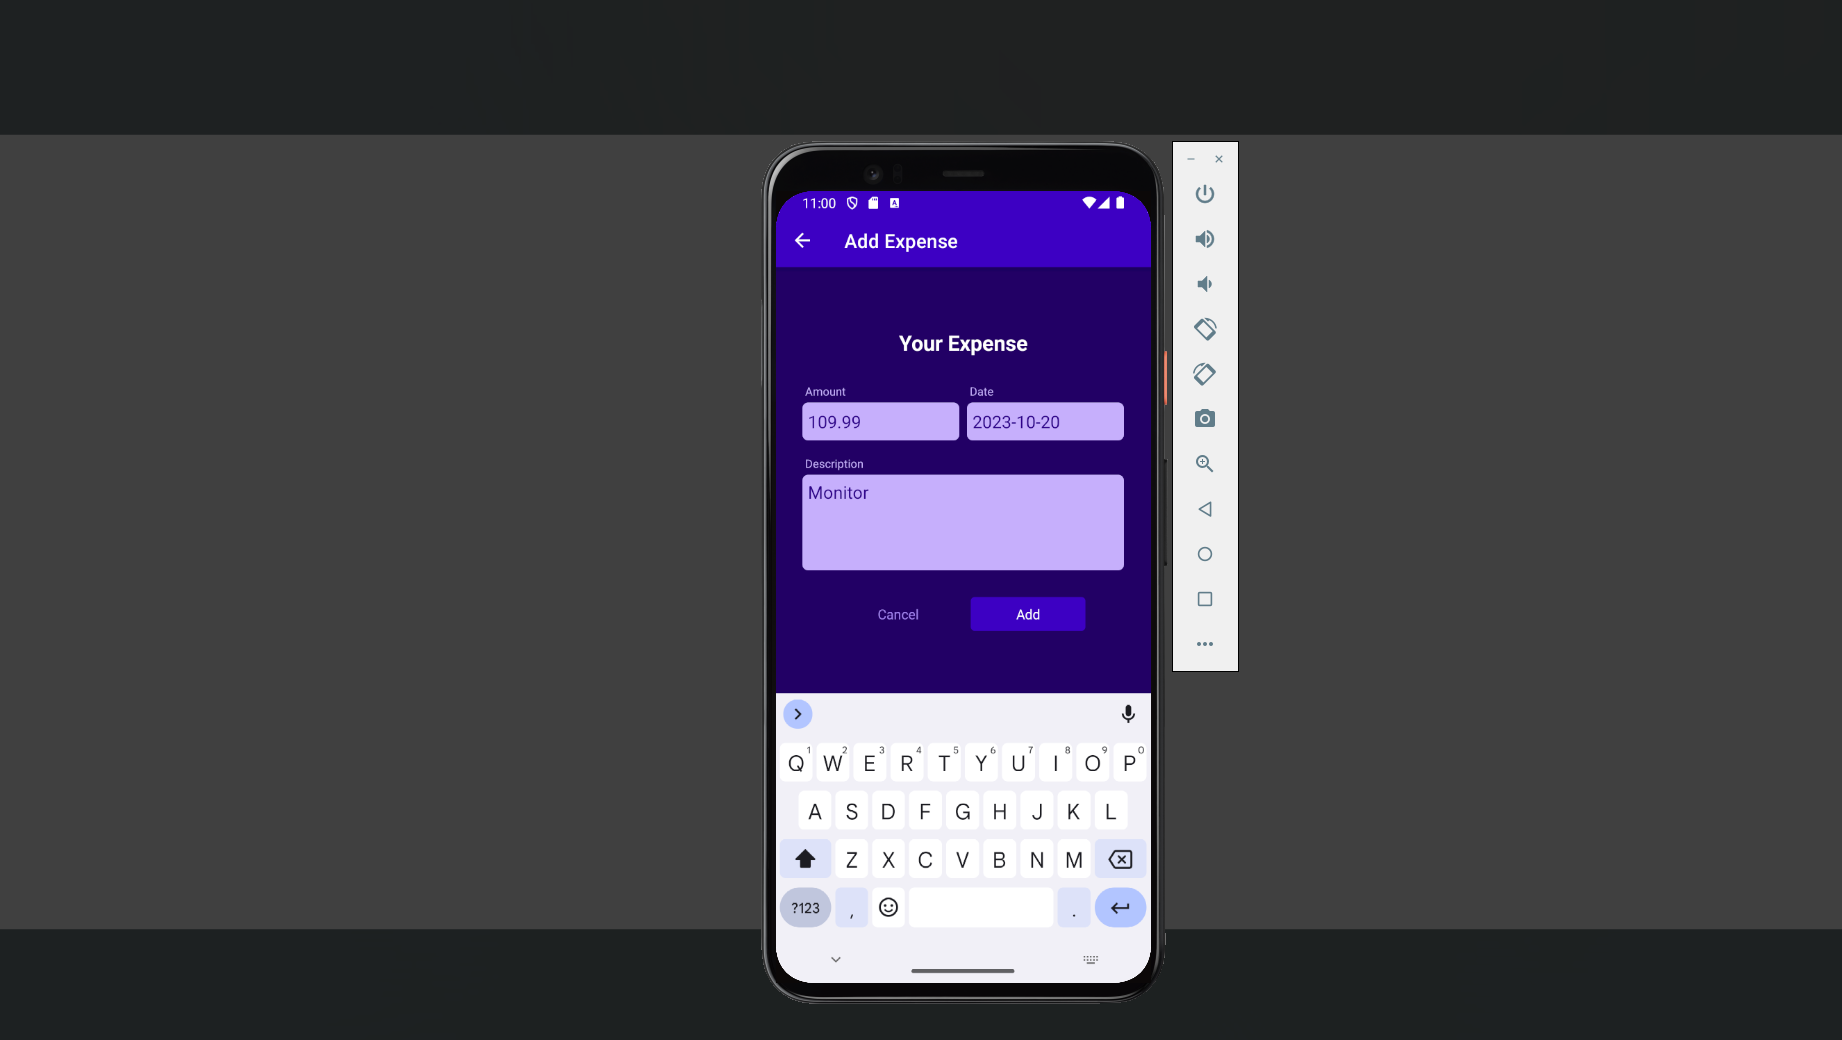 11:00
Add Expense
Your Expense
Amount Date
109.99 2023-10-20
Description
Monitor
Cancel Add
Q1 W2 E3 R4 T5 Y6 U7 I8 O9 P0
A S D F G H J K L
Z X C V B N M
?123 , .